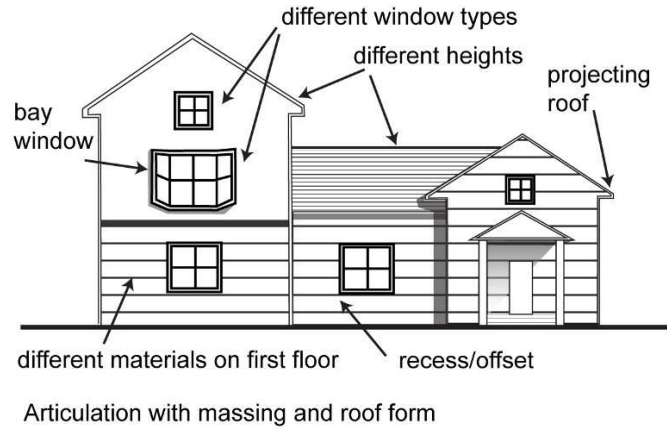 different window types
different heights
projecting
roof
bay
window
different materials on first floor
recess/offset
Articulation with massing and roof form